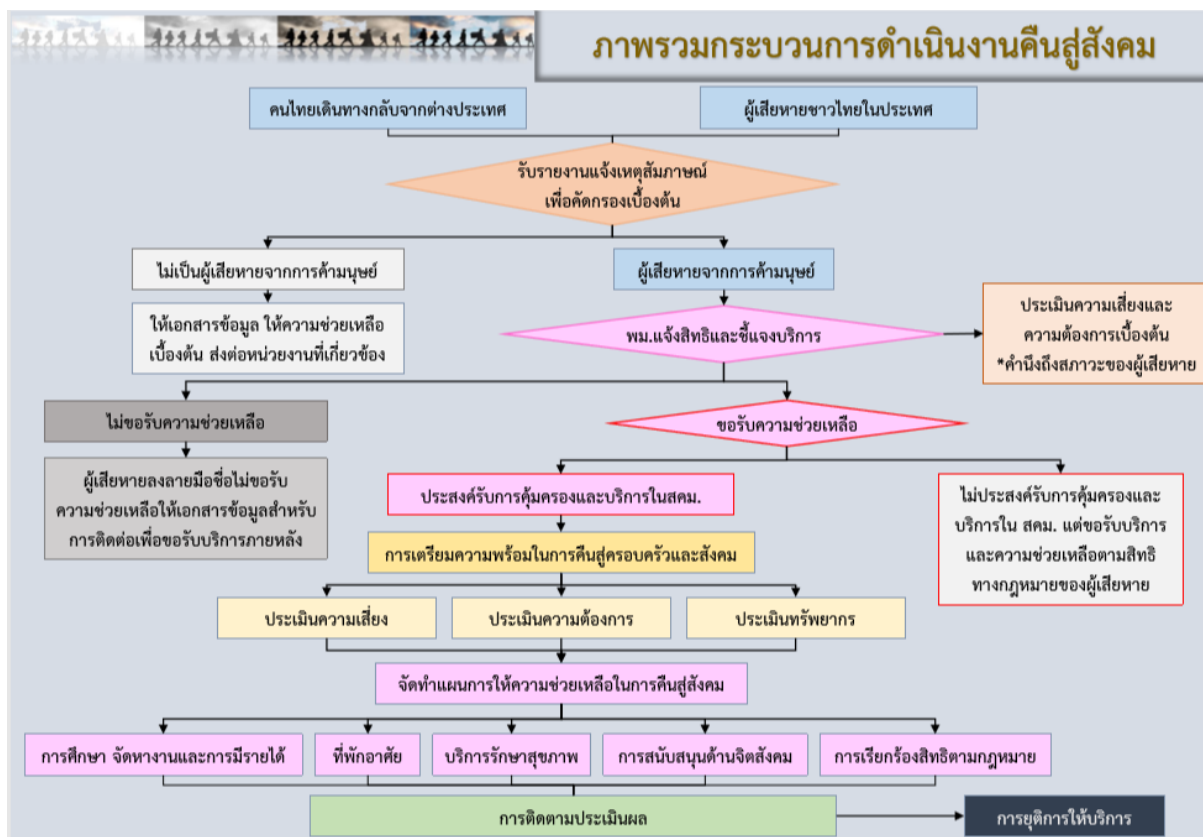 ภาพรวมกระบวนการดำเนินงานคืนสู่สังคม
คนไทยเดินทางกลับจากต่างประเทศ
ผู้เสียหายชาวไทยในประเทศ
รับรายงานแจ้งเหตุสัมภาษณ์
เพื่อคัดกรองเบื้องต้น
ไม่เป็นผู้เสียหายจากการค้ามนุษย์
ผู้เสียหายจากการค้ามนุษย์
ให้เอกสารข้อมูล ให้ความช่วยเหลือ
เบื้องต้น ส่งต่อหน่วยงานที่เกี่ยวข้อง
พม.แจ้งสิทธิและชี้แจงบริการ
ประเมินความเสี่ยงและ
ความต้องการเบื้องต้น
*คำนึงถึงสภาวะของผู้เสียหาย
ไม่ขอรับความช่วยเหลือ
ขอรับความช่วยเหลือ
ผู้เสียหายลงลายมือชื่อไม่ขอรับ
ความช่วยเหลือให้เอกสารข้อมูลสำหรับ
การติดต่อเพื่อขอรับบริการภายหลัง
ประสงค์รับการคุ้มครองและบริการในสคม.
ไม่ประสงค์รับการคุ้มครองและ
บริการใน สคม. แต่ขอรับบริการ
และความช่วยเหลือตามสิทธิ
ทางกฎหมายของผู้เสียหาย
การเตรียมความพร้อมในการคืนสู่ครอบครัวและสังคม
ประเมินความเสี่ยง
ประเมินความต้องการ
ประเมินทรัพยากร
จัดทำแผนการให้ความช่วยเหลือในการคืนสู่สังคม
การศึกษา จัดหางานและการมีรายได้
ที่พักอาศัย
บริการรักษาสุขภาพ
การสนับสนุนด้านจิตสังคม
การเรียกร้องสิทธิตามกฎหมาย
การติดตามประเมินผล
การยุติการให้บริการ